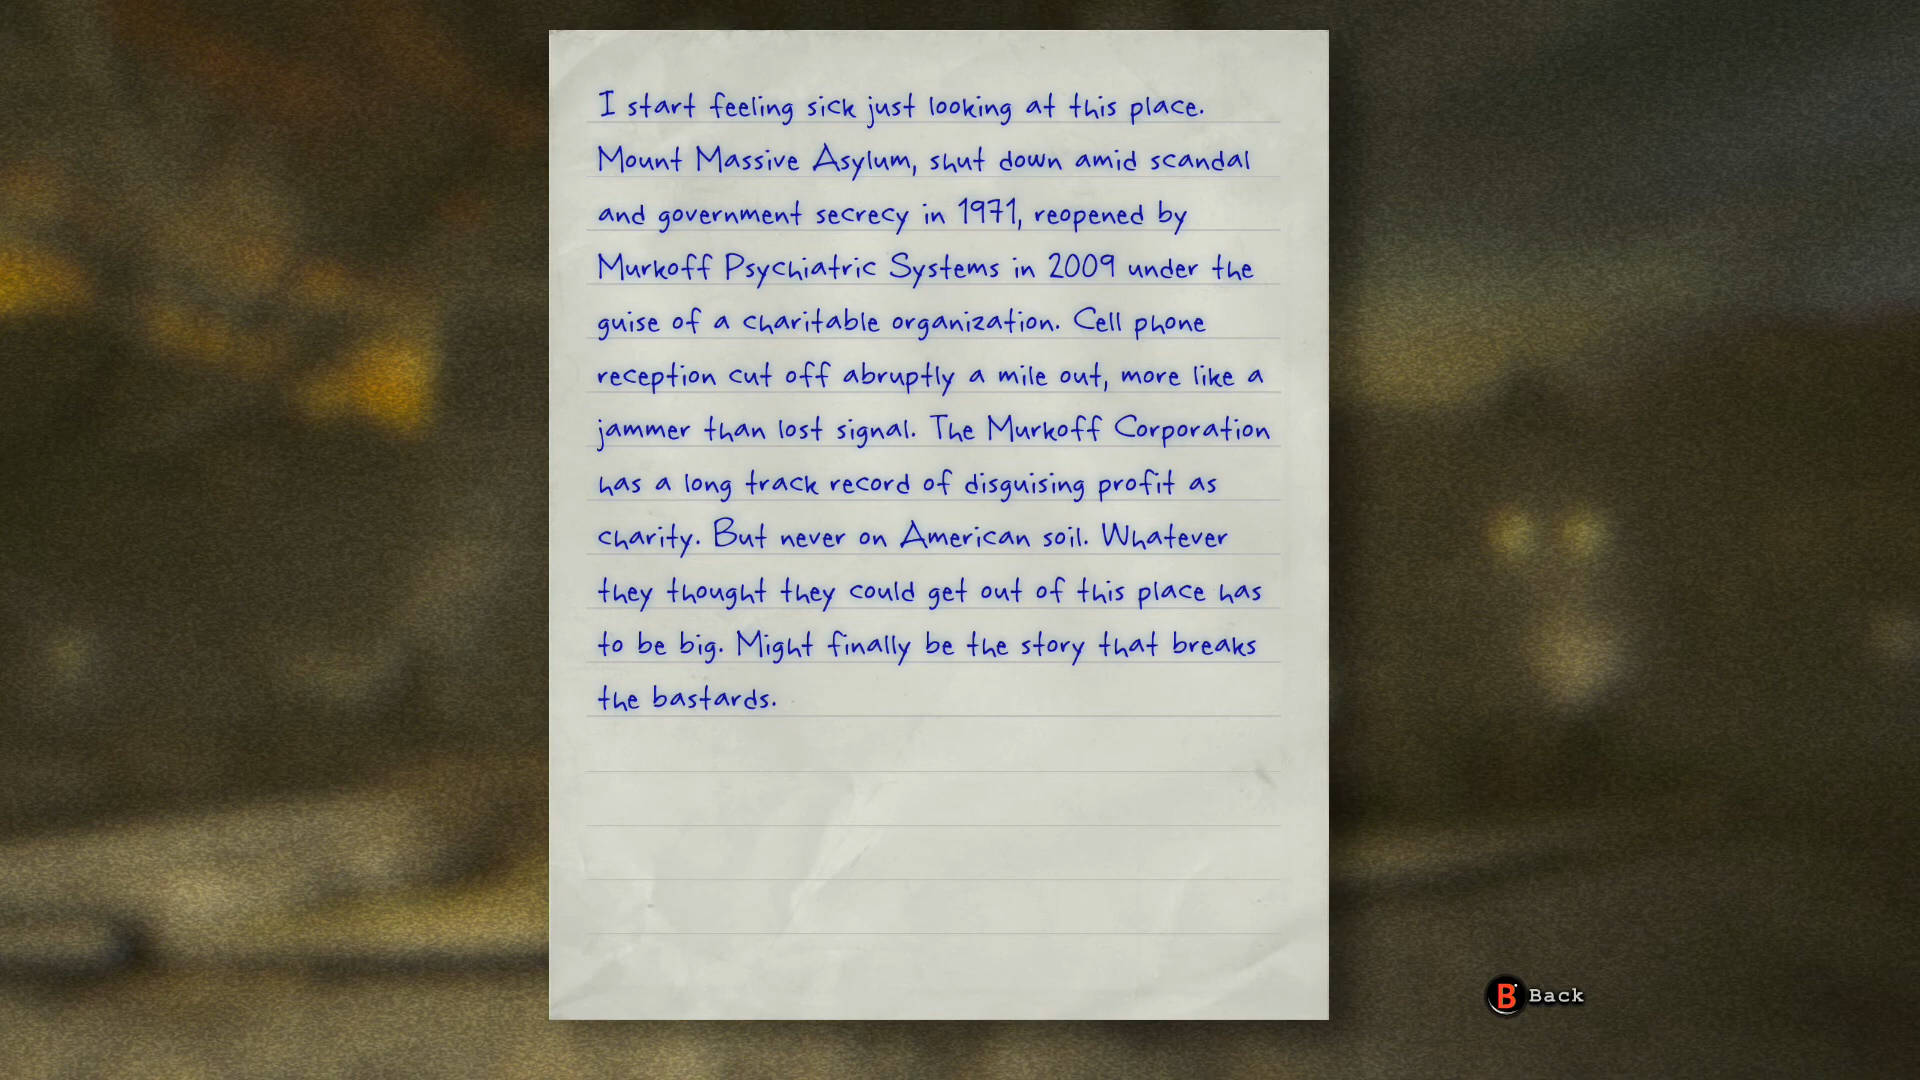 I start feeling sick just looking at this place.
Mount Massive Asylum, shut down amid scandal
and government secrecy in 1971, reopened by
Murkoff Psychiatric Systems in 2009 under the
guise of a charitable organization. Cell phone
reception cut off abruptly a mile out, more like a
jammer than lost signal. The Murkoff Corporation
has a long track record of disguising profit as
charity. But never on American soil. Whatever
they thought they could get out of this place has
to be big. Might finally be the story that breaks
the bastards.
B Back